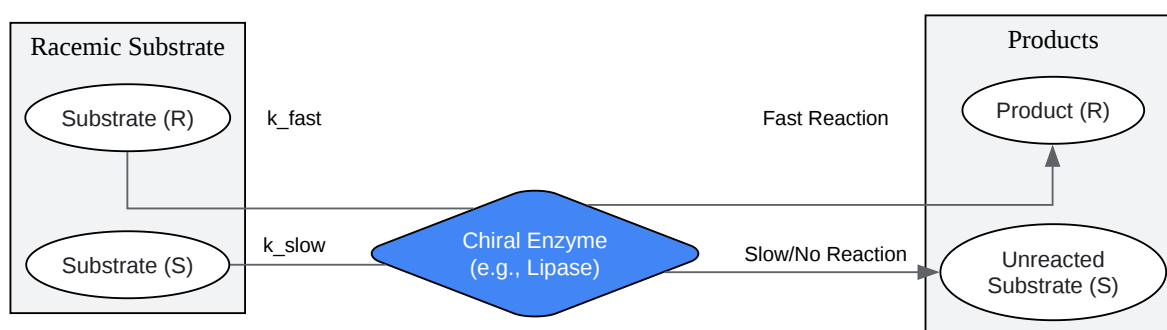 Racemic Substrate
Substrate (R)
k_fast
Substrate (S)
k_slow
Chiral Enzyme
(e.g., Lipase)
Fast Reaction
Slow/No Reaction
Products
Product (R)
Unreacted
Substrate (S)